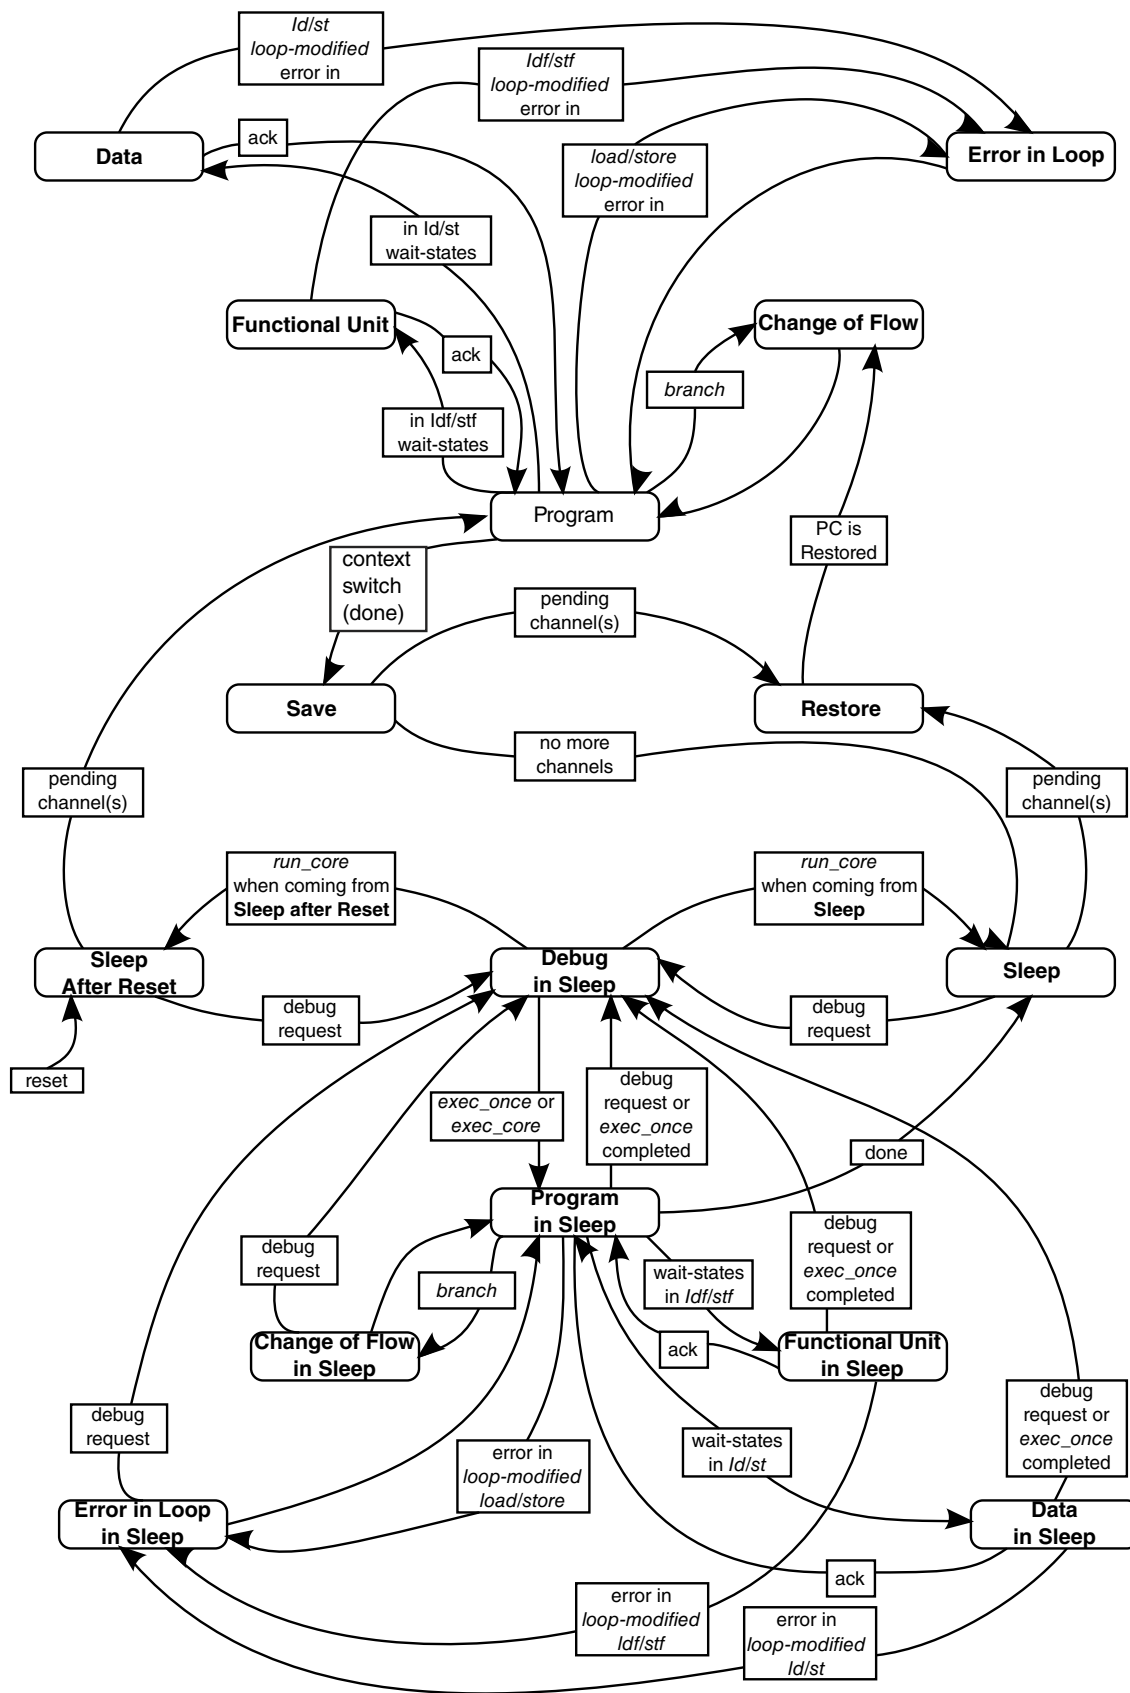 ld/st
loop-modified
error in
ldf/stf
loop-modified
error in
ack
Data
load/store
loop-modified
error in
Error in Loop
in ld/st
wait-states
Functional Unit
Change of Flow
ack
branch
in ldf/stf
wait-states
Program
PC is
Restored
context
switch
(done)
pending
channel(s)
Save
Restore
no more
channels
pending
channel(s)
pending
channel(s)
run_core
when coming from
Sleep after Reset
run_core
when coming from
Sleep
Sleep
After Reset
Debug
in Sleep
Sleep
debug
request
debug
request
reset
exec_once or
exec_core
debug
request or
exec_once
completed
done
Program
in Sleep
debug
request
branch
wait-states
in ldf/stf
debug
request or
exec_once
completed
Change of Flow
in Sleep
ack
Functional Unit
in Sleep
debug
request
error in
loop-modified
load/store
wait-states
in ld/st
debug
request or
exec_once
completed
Error in Loop
in Sleep
Data
in Sleep
ack
error in
loop-modified
ldf/stf
error in
loop-modified
ld/st